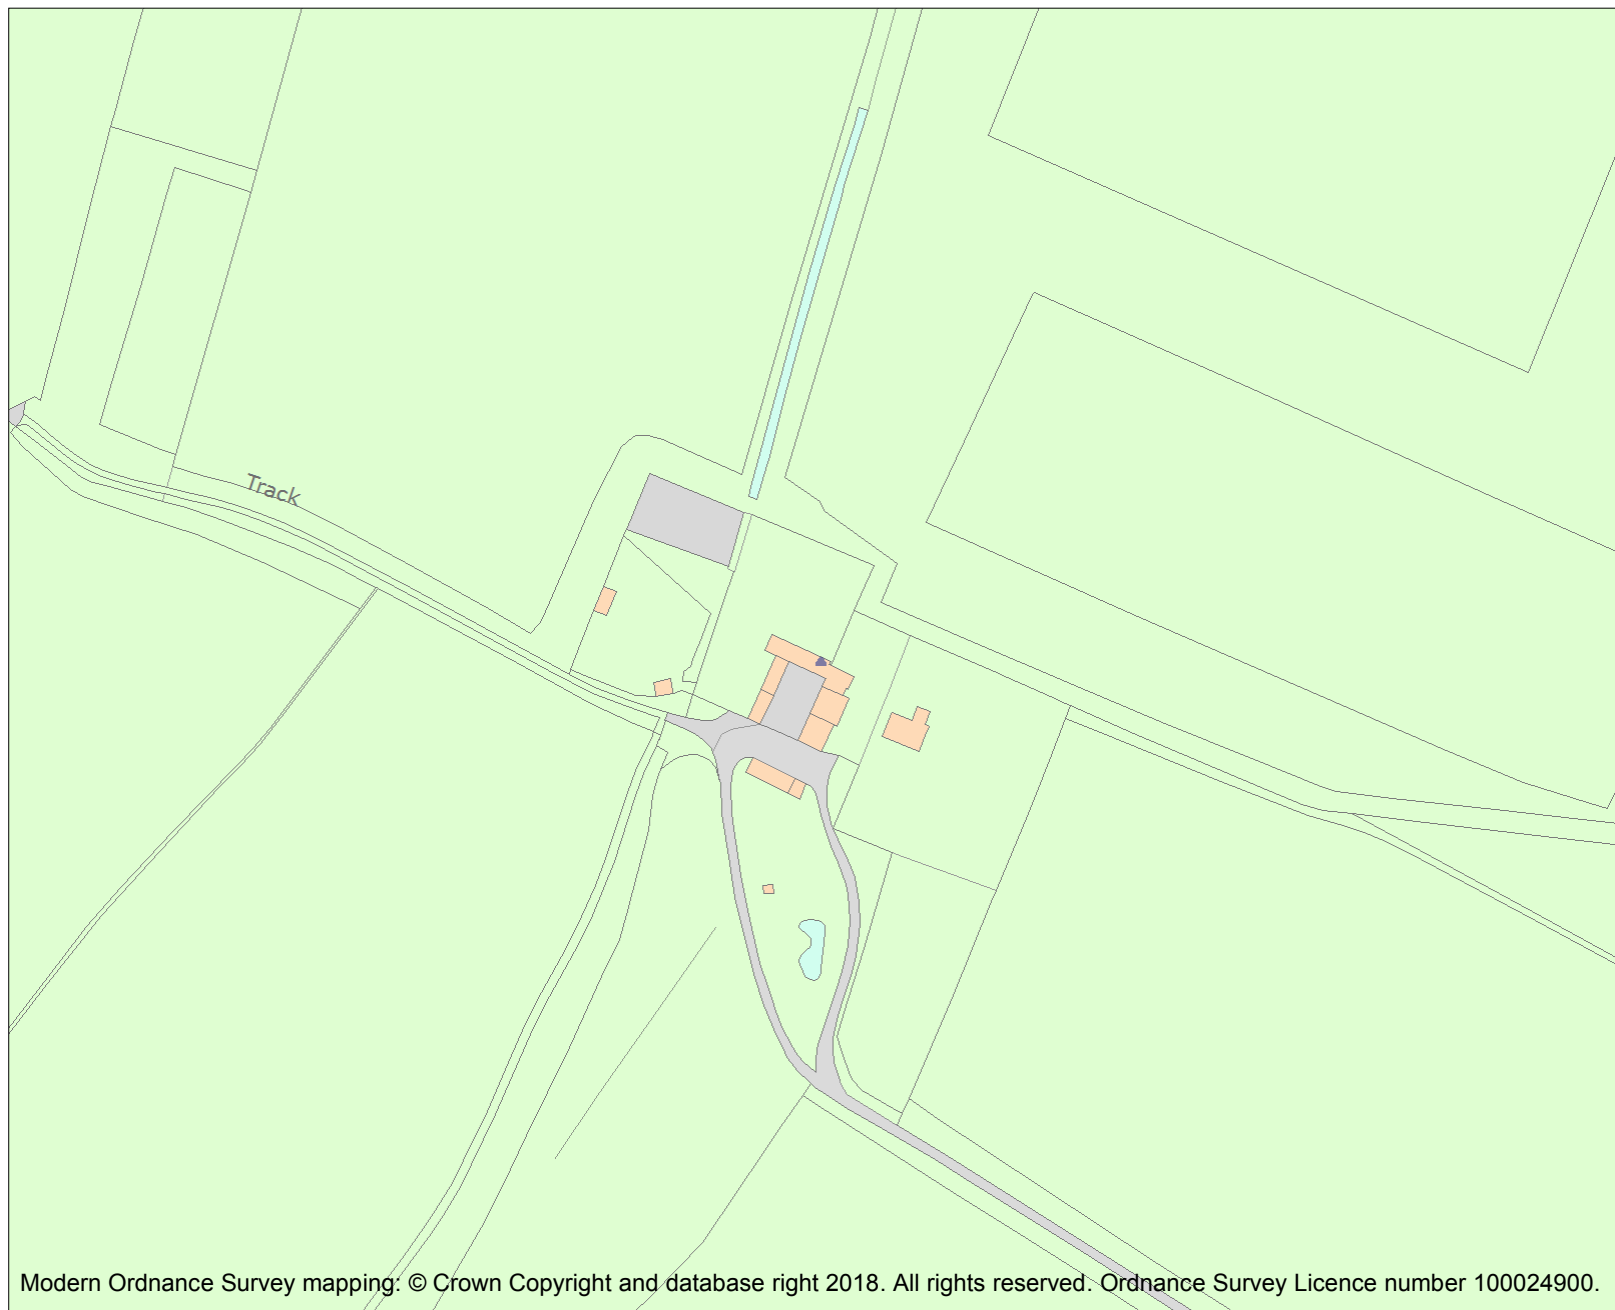 Track
Modern Ordnance Survey mapping: © Crown Copyright and database right 2018. All rights reserved. Ordnance Survey Licence number 100024900.